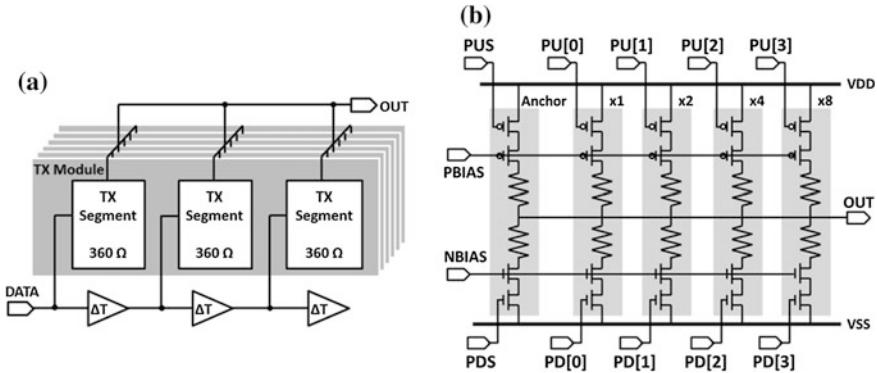 (a)
OUT
TX Module
TX Segment 360 Ω
TX Segment 360 Ω
TX Segment 360 Ω
DATA
ΔT
ΔT
ΔT
(b)
PUS PU[0] PU[1] PU[2] PU[3]
VDD
Anchor x1 x2 x4 x8
PBIAS
OUT
NBIAS
VSS
PDS PD[0] PD[1] PD[2] PD[3]